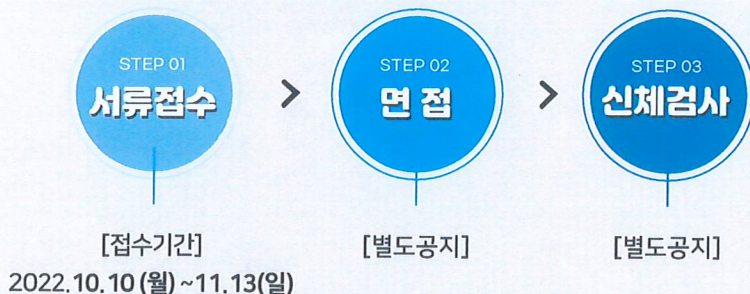 STEP 01
서류접수
>
STEP 02
면 접
>
STEP 03
신체검사
[접수기간]
2022.10.10 (월) ~11.13(일)
[별도공지]
[별도공지]